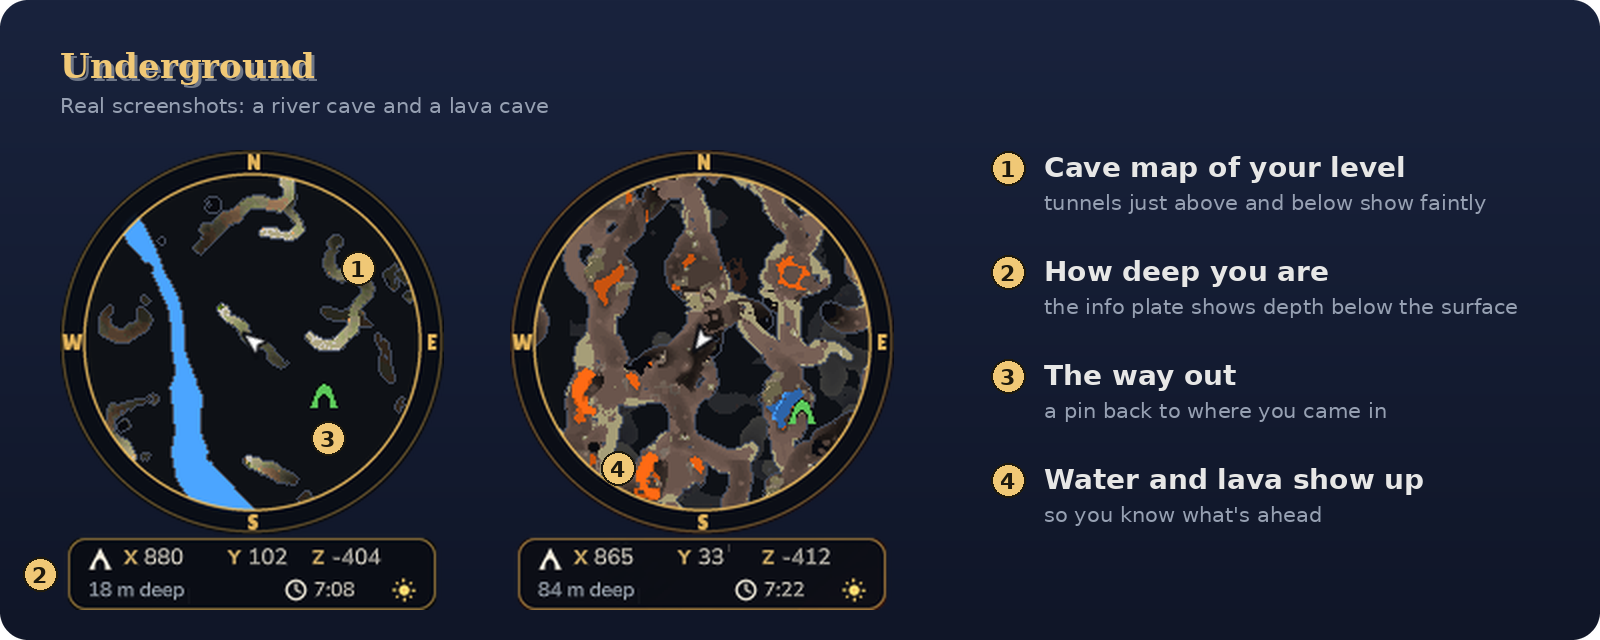 Underground
Real screenshots: a river cave and a lava cave
N
W
E
S
1
3
2
X 880 Y 102 Z -404
18 m deep 7:08
N
W
E
S
4
X 865 Y 33 Z -412
84 m deep 7:22
1 Cave map of your level
tunnels just above and below show faintly
2 How deep you are
the info plate shows depth below the surface
3 The way out
a pin back to where you came in
4 Water and lava show up
so you know what's ahead